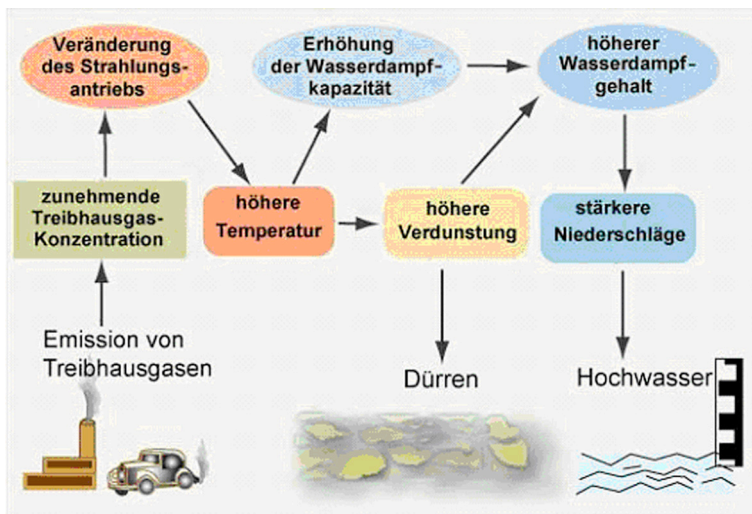 Veränderung
des Strahlungs-
antriebs
Erhöhung
der Wasserdampf-
kapazität
höherer
Wasserdampf-
gehalt
zunehmende
Treibhausgas-
Konzentration
höhere
Temperatur
höhere
Verdunstung
stärkere
Niederschläge
Emission von
Treibhausgasen
Dürren
Hochwasser